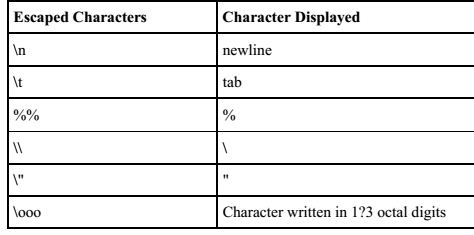 Escaped Characters Character Displayed
\n newline
\t tab
%% %
\\ \
\" "
\ooo Character written in 1?3 octal digits